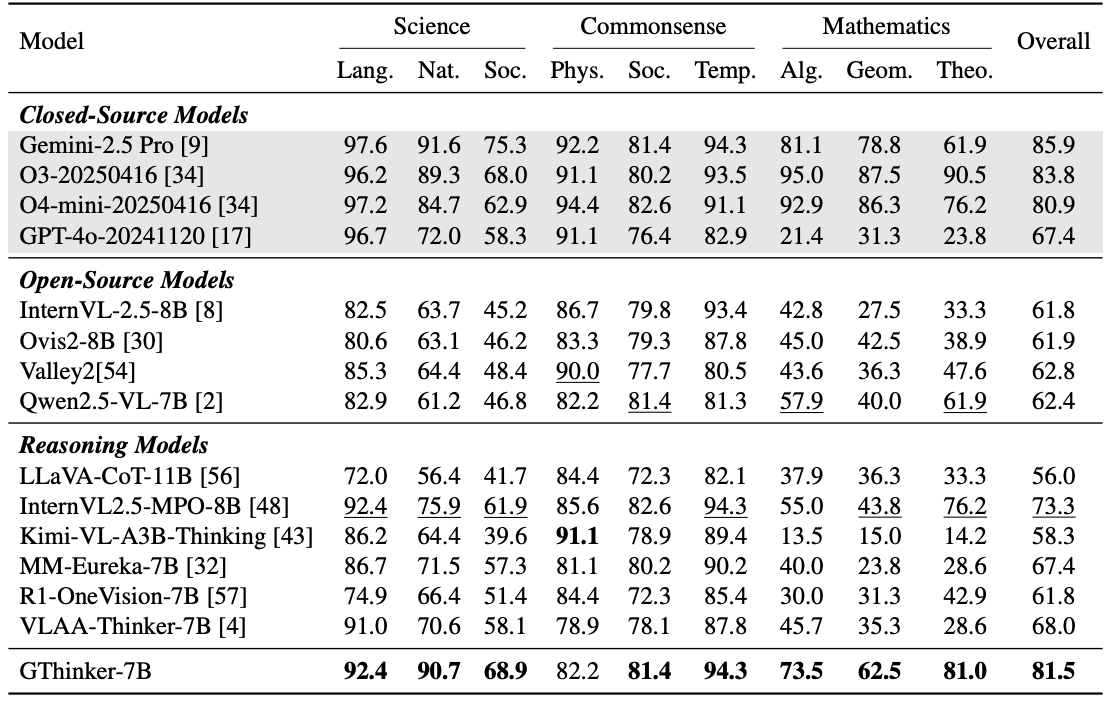 Model Science Commonsense Mathematics Overall
Lang. Nat. Soc. Phys. Soc. Temp. Alg. Geom. Theo.
Closed-Source Models
Gemini-2.5 Pro [9] 97.6 91.6 75.3 92.2 81.4 94.3 81.1 78.8 61.9 85.9
O3-20250416 [34] 96.2 89.3 68.0 91.1 80.2 93.5 95.0 87.5 90.5 83.8
O4-mini-20250416 [34] 97.2 84.7 62.9 94.4 82.6 91.1 92.9 86.3 76.2 80.9
GPT-4o-20241120 [17] 96.7 72.0 58.3 91.1 76.4 82.9 21.4 31.3 23.8 67.4
Open-Source Models
InternVL-2.5-8B [8] 82.5 63.7 45.2 86.7 79.8 93.4 42.8 27.5 33.3 61.8
Ovis2-8B [30] 80.6 63.1 46.2 83.3 79.3 87.8 45.0 42.5 38.9 61.9
Valley2[54] 85.3 64.4 48.4 90.0 77.7 80.5 43.6 36.3 47.6 62.8
Qwen2.5-VL-7B [2] 82.9 61.2 46.8 82.2 81.4 81.3 57.9 40.0 61.9 62.4
Reasoning Models
LLaVA-CoT-11B [56] 72.0 56.4 41.7 84.4 72.3 82.1 37.9 36.3 33.3 56.0
InternVL2.5-MPO-8B [48] 92.4 75.9 61.9 85.6 82.6 94.3 55.0 43.8 76.2 73.3
Kimi-VL-A3B-Thinking [43] 86.2 64.4 39.6 91.1 78.9 89.4 13.5 15.0 14.2 58.3
MM-Eureka-7B [32] 86.7 71.5 57.3 81.1 80.2 90.2 40.0 23.8 28.6 67.4
R1-OneVision-7B [57] 74.9 66.4 51.4 84.4 72.3 85.4 30.0 31.3 42.9 61.8
VLAA-Thinker-7B [4] 91.0 70.6 58.1 78.9 78.1 87.8 45.7 35.3 28.6 68.0
GThinker-7B 92.4 90.7 68.9 82.2 81.4 94.3 73.5 62.5 81.0 81.5